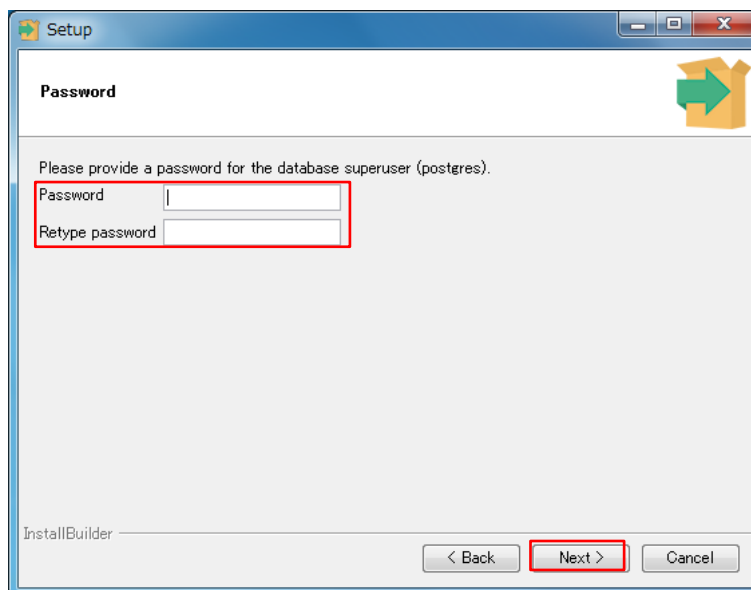 Setup
Password
Please provide a password for the database superuser (postgres).
Password
Retype password
InstallBuilder
< Back
Next >
Cancel